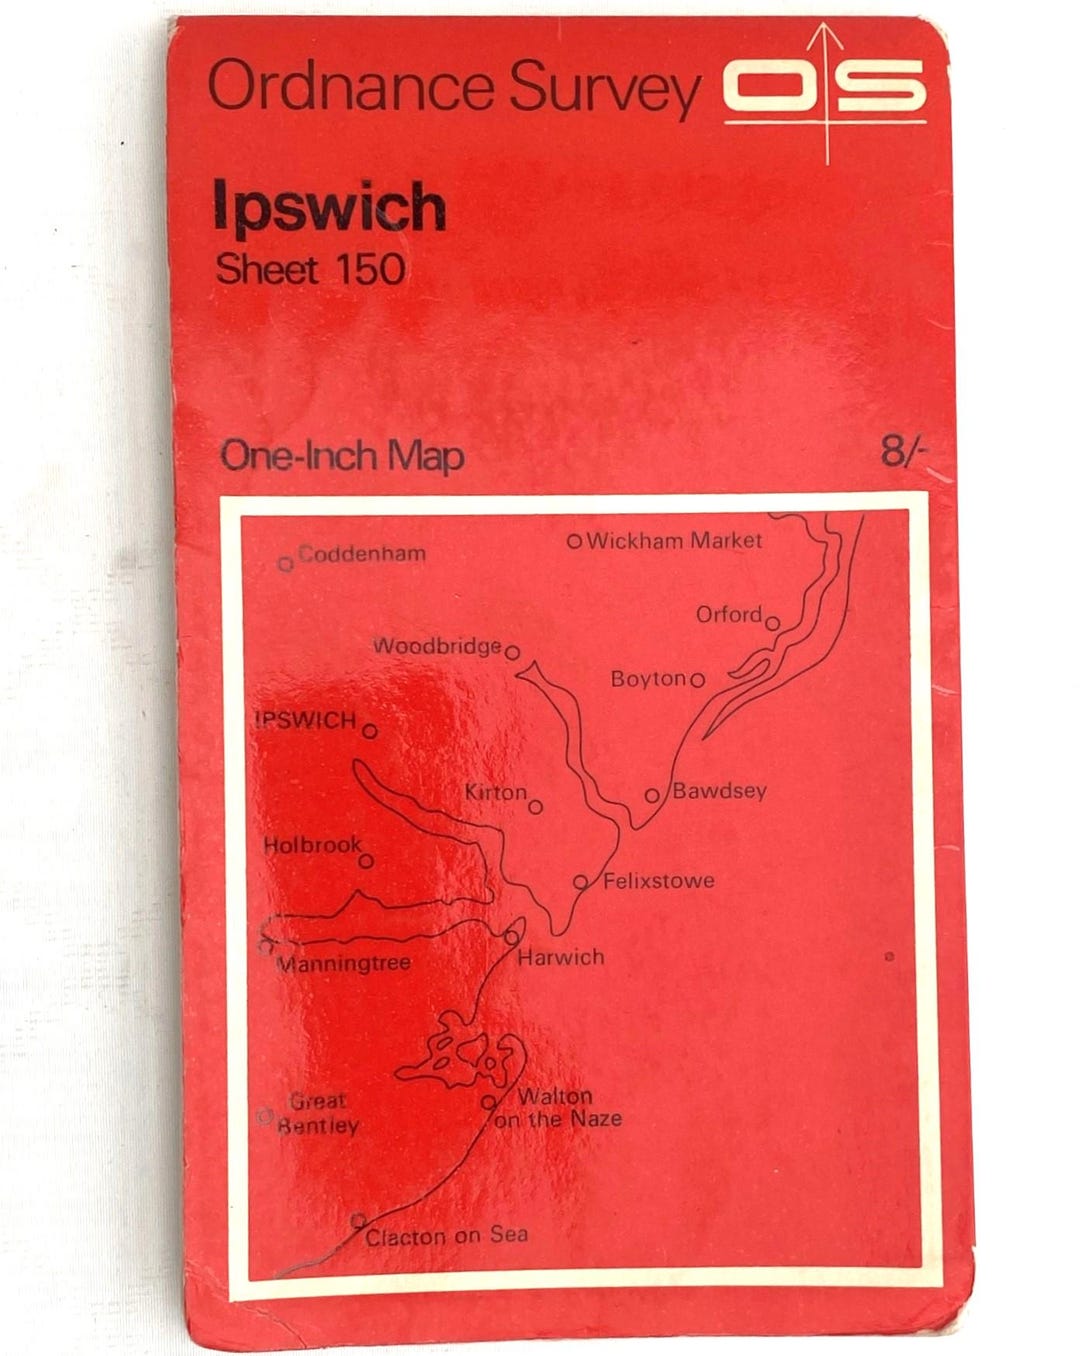 Ordnance Survey OS
Ipswich
Sheet 150
One-Inch Map 8/-
Coddenham
Wickham Market
Orford
Woodbridge
Boyton
IPSWICH
Kirton
Bawdsey
Holbrook
Felixstowe
Harwich
Manningtree
Great
Bentley
Walton
on the Naze
Clacton on Sea